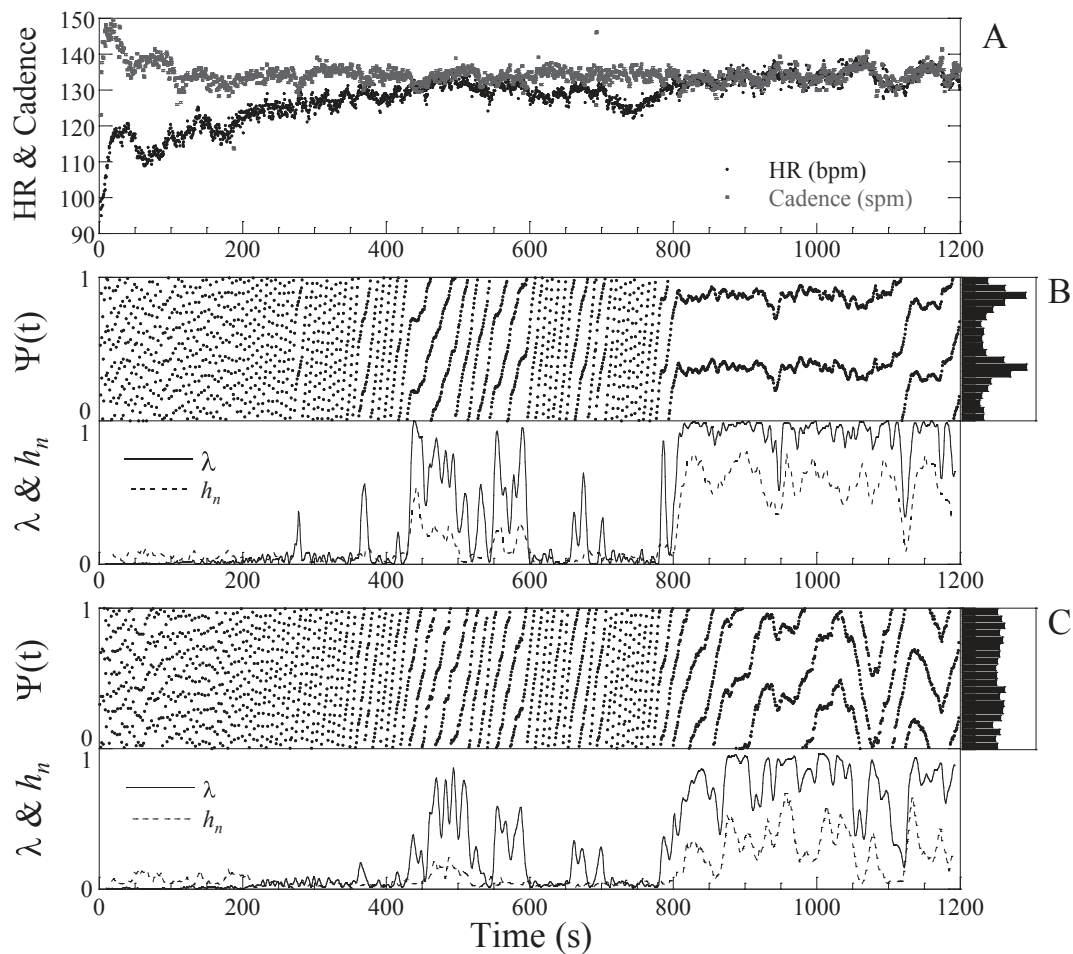 A
HR & Cadence
150
140
130
120
110
100
90
HR (bpm)
Cadence (spm)
0 200 400 600 800 1000 1200
B
Ψ(t)
1
0
λ & hn
1
0
λ
hn
0 200 400 600 800 1000 1200
C
Ψ(t)
1
0
λ & hn
1
0
λ
hn
0 200 400 600 800 1000 1200
Time (s)